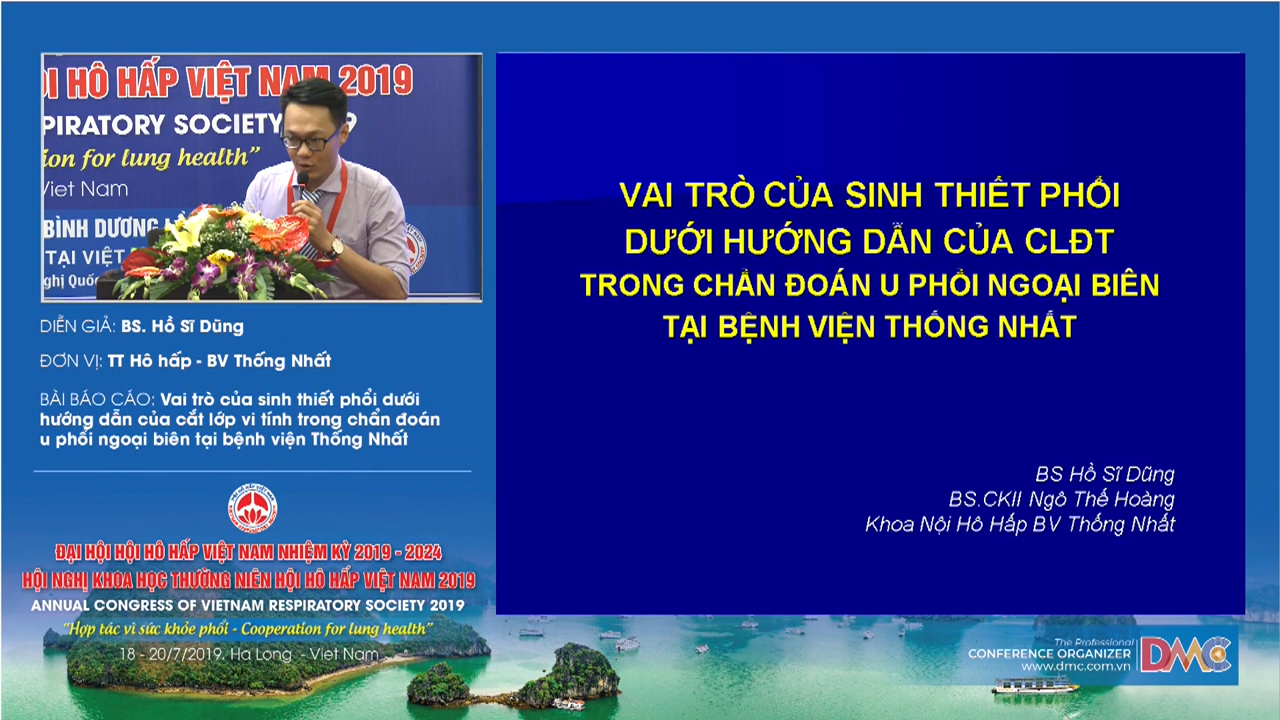 ỘI HÔ HẤP VIỆT NAM 2019
PIRATORY SOCIETY 2019
ion for lung health”
Viet Nam
BÌNH DƯƠNG
TẠI VIỆT
ghị Quốc
DIỄN GIẢ: BS. Hồ Sĩ Dũng
ĐƠN VỊ: TT Hô hấp - BV Thống Nhất
BÀI BÁO CÁO: Vai trò của sinh thiết phổi dưới
hướng dẫn của cắt lớp vi tính trong chẩn đoán
u phổi ngoại biên tại bệnh viện Thống Nhất
ĐẠI HỘI HỘI HÔ HẤP VIỆT NAM NHIỆM KỲ 2019 - 2024
HỘI NGHỊ KHOA HỌC THƯỜNG NIÊN HỘI HÔ HẤP VIỆT NAM 2019
ANNUAL CONGRESS OF VIETNAM RESPIRATORY SOCIETY 2019
“Hợp tác vì sức khỏe phổi - Cooperation for lung health”
18 - 20/7/2019. Ha Long - Viet Nam
VAI TRÒ CỦA SINH THIẾT PHỔI
DƯỚI HƯỚNG DẪN CỦA CLĐT
TRONG CHẨN ĐOÁN U PHỔI NGOẠI BIÊN
TẠI BỆNH VIỆN THỐNG NHẤT
BS Hồ Sĩ Dũng
BS.CKII Ngô Thế Hoàng
Khoa Nội Hô Hấp BV Thống Nhất
The Professional
CONFERENCE ORGANIZER
www.dmc.com.vn
DMC